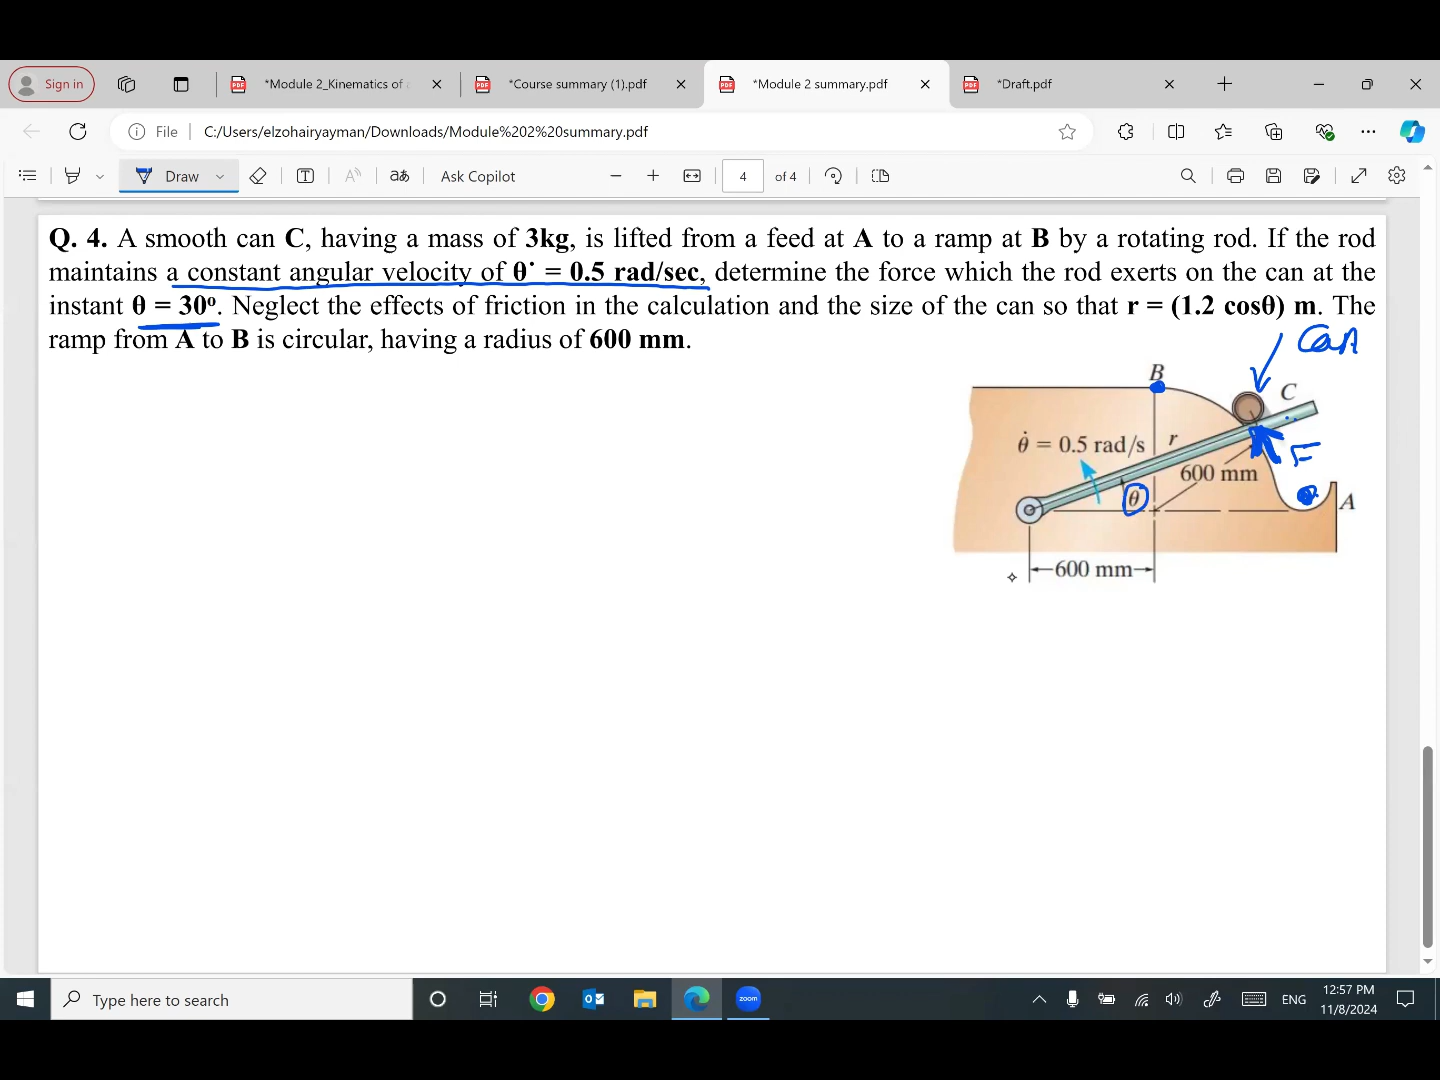 Sign in
*Module 2_Kinematics of
*Course summary (1).pdf
*Module 2 summary.pdf
*Draft.pdf
File
C:/Users/elzohairyayman/Downloads/Module%202%20summary.pdf
Draw
Ask Copilot
4
of 4
Q. 4. A smooth can C, having a mass of 3kg, is lifted from a feed at A to a ramp at B by a rotating rod. If the rod
maintains a constant angular velocity of θ˙ = 0.5 rad/sec, determine the force which the rod exerts on the can at the
instant θ = 30º. Neglect the effects of friction in the calculation and the size of the can so that r = (1.2 cosθ) m. The
ramp from A to B is circular, having a radius of 600 mm.
Can
B
C
θ̇ = 0.5 rad/s
r
F
600 mm
θ
A
600 mm
Type here to search
zoom
ENG
12:57 PM
11/8/2024